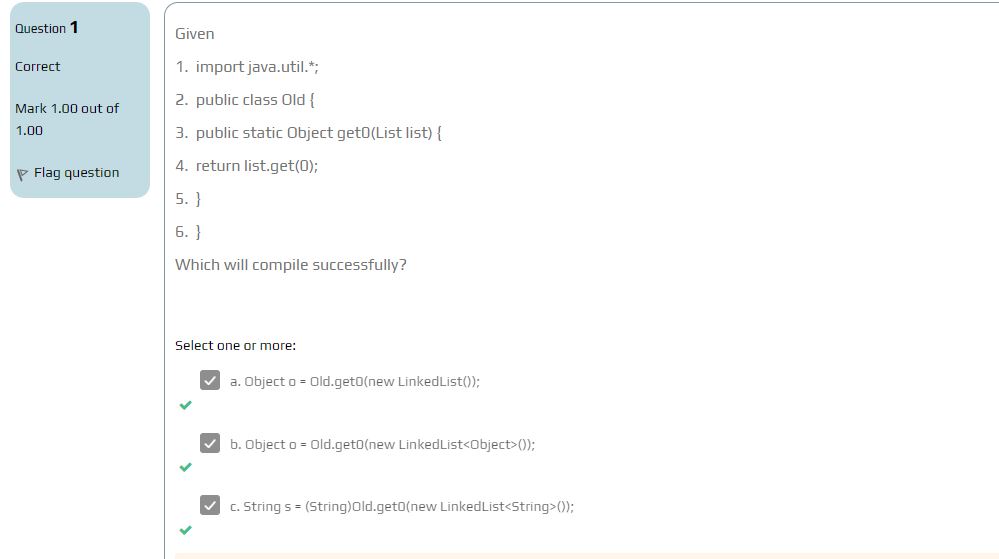 Question 1
Correct
Mark 1.00 out of
1.00
Flag question
Given
1. import java.util.*;
2. public class Old {
3. public static Object get0(List list) {
4. return list.get(0);
5. }
6. }
Which will compile successfully?
Select one or more:
a. Object o = Old.get0(new LinkedList());
b. Object o = Old.get0(new LinkedList<Object>());
c. String s = (String)Old.get0(new LinkedList<String>());